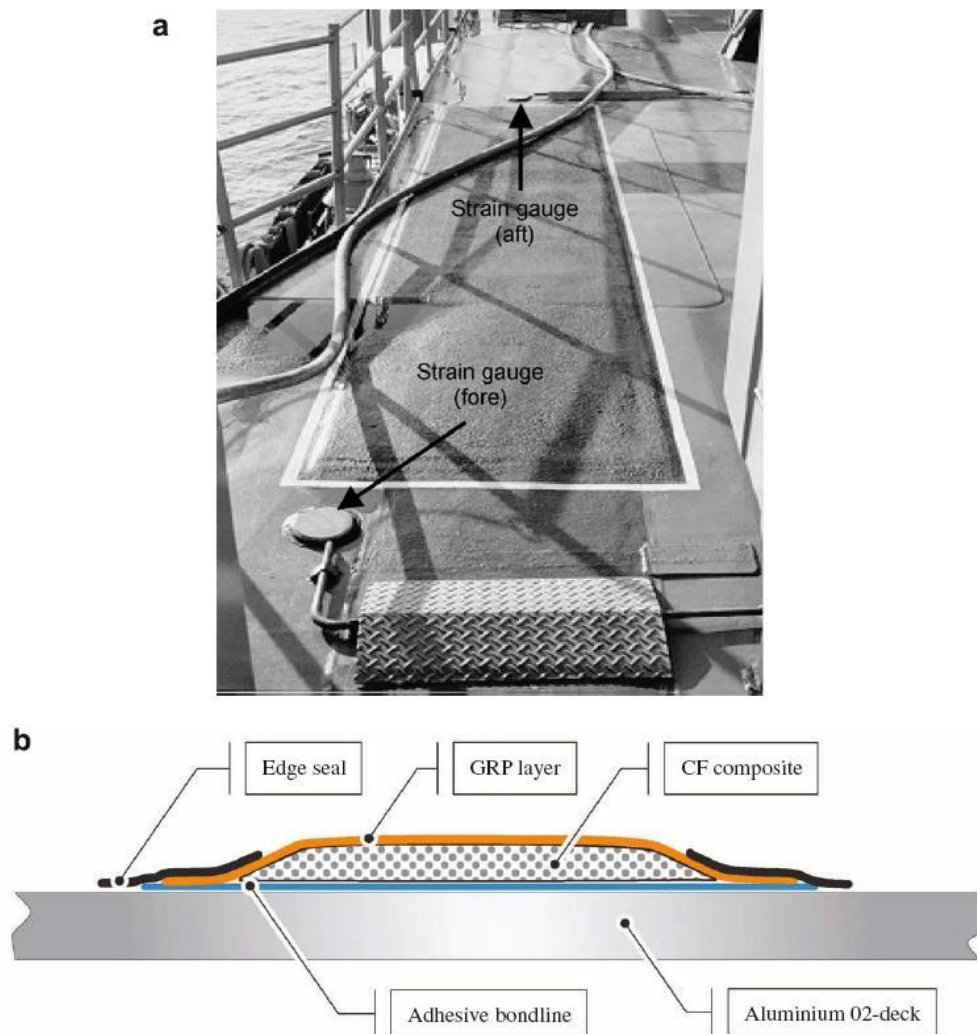 a
Strain gauge
(aft)
Strain gauge
(fore)
b
Edge seal
GRP layer
CF composite
Adhesive bondline
Aluminium 02-deck